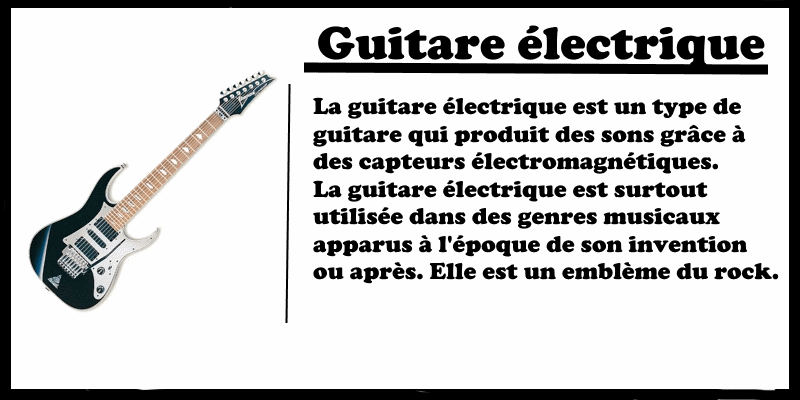 Guitare électrique
La guitare électrique est un type de
guitare qui produit des sons grâce à
des capteurs électromagnétiques.
La guitare électrique est surtout
utilisée dans des genres musicaux
apparus à l'époque de son invention
ou après. Elle est un emblème du rock.